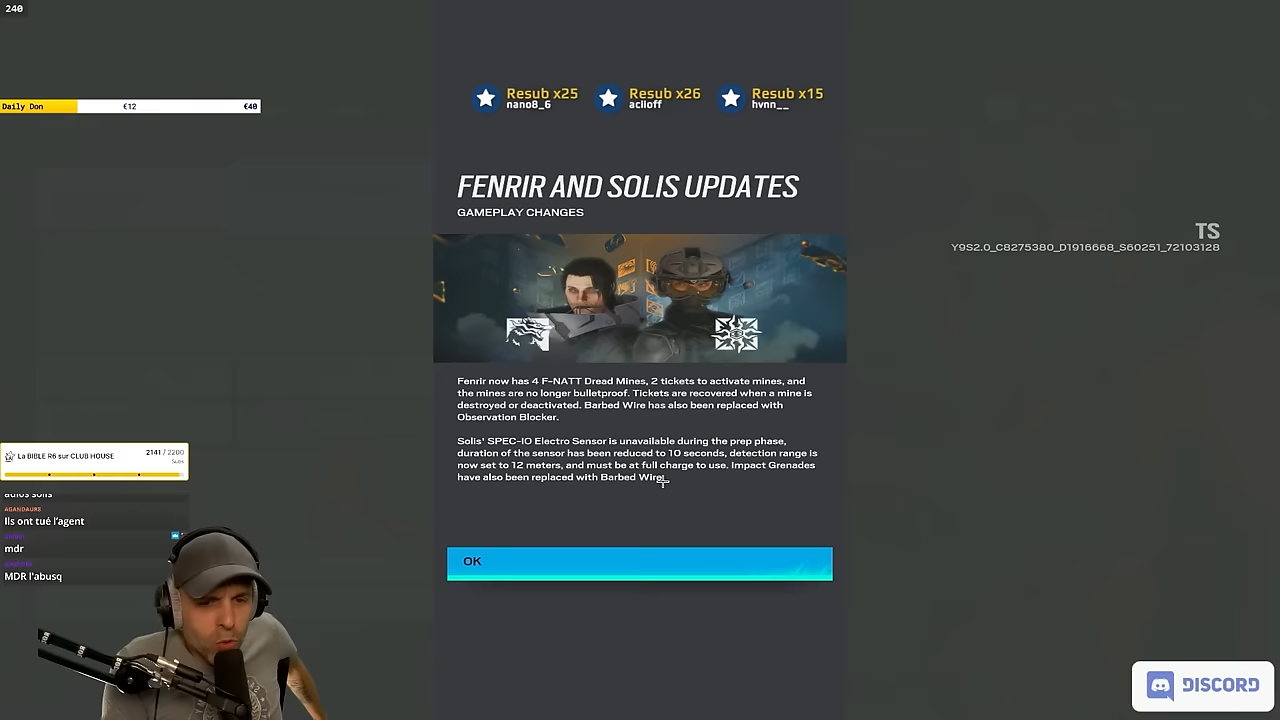 240
Resub x25
nano8_6
Resub x26
aciioff
Resub x15
hvnn__
Daily Don €12 €40
FENRIR AND SOLIS UPDATES
GAMEPLAY CHANGES
TS
Y9S2.0_C8275380_D1916668_S60251_72103128
Fenrir now has 4 F-NATT Dread Mines, 2 tickets to activate mines, and
the mines are no longer bulletproof. Tickets are recovered when a mine is
destroyed or deactivated. Barbed Wire has also been replaced with
Observation Blocker.
Solis' SPEC-IO Electro Sensor is unavailable during the prep phase,
duration of the sensor has been reduced to 10 seconds, detection range is
now set to 12 meters, and must be at full charge to use. Impact Grenades
have also been replaced with Barbed Wire.
OK
La BIBLE R6 sur CLUB HOUSE
2141 / 2200
Subs
adios solis
AGANDAURE
Ils ont tué l'agent
mdr
MDR l'abusq
DISCORD